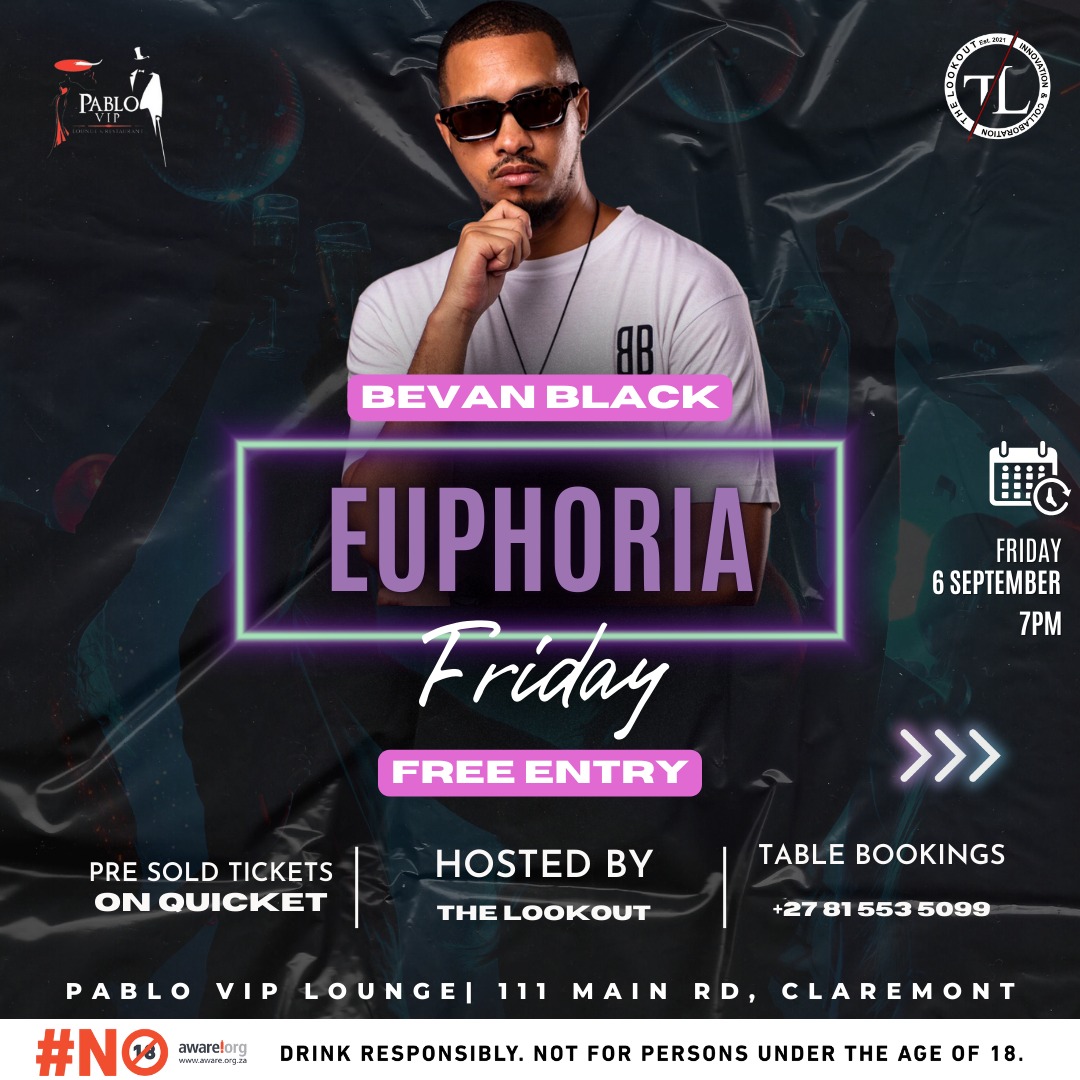 PABLO
VIP
LOUNGE & RESTAURANT
THE LOOKOUT Est. 2021 INNOVATION & COLLABORATION
TL
BB
BEVAN BLACK
EUPHORIA
Friday
FRIDAY
6 SEPTEMBER
7PM
FREE ENTRY
PRE SOLD TICKETS
ON QUICKET
HOSTED BY
THE LOOKOUT
TABLE BOOKINGS
+27 81 553 5099
PABLO VIP LOUNGE| 111 MAIN RD, CLAREMONT
#NO 18
aware!org
www.aware.org.za
DRINK RESPONSIBLY. NOT FOR PERSONS UNDER THE AGE OF 18.